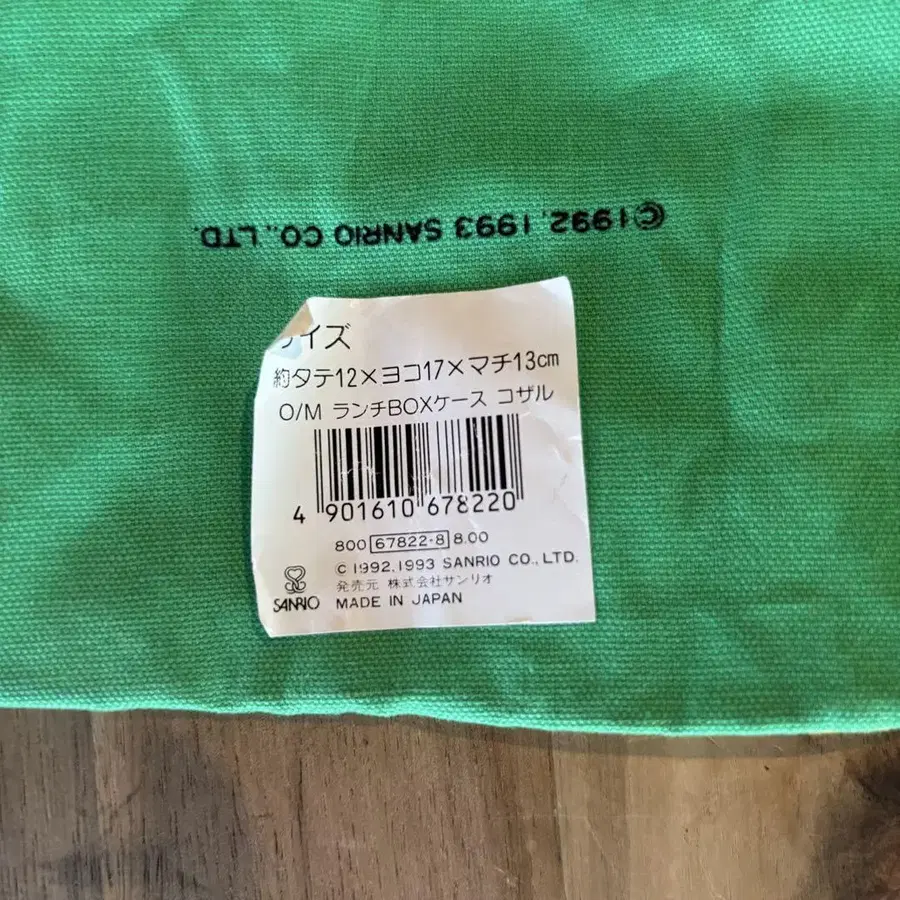 ©1992, 1993 SANRIO CO., LTD.
サイズ
約タテ12×ヨコ17×マチ13cm
O/M ランチBOXケース コザル
4 901610 678220
800 67822-8 8.00
© 1992, 1993 SANRIO CO., LTD.
発売元 株式会社サンリオ
SANRIO MADE IN JAPAN